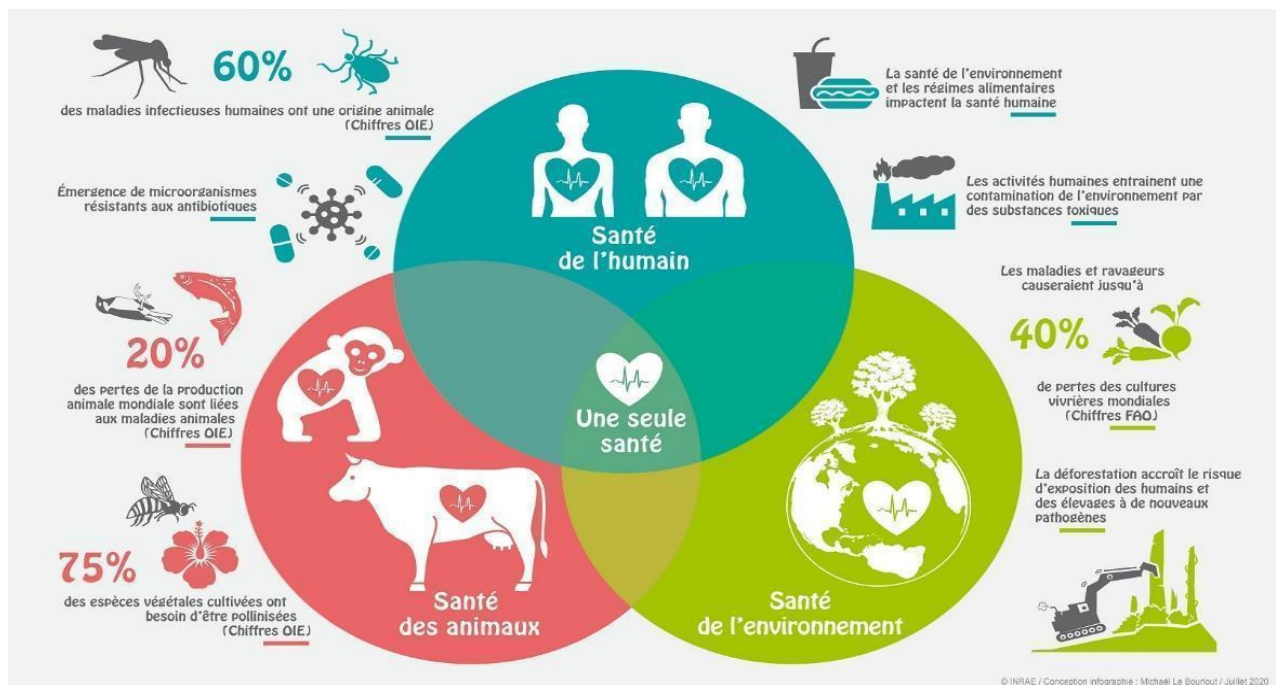 60%
des maladies infectieuses humaines ont une origine animale
(Chiffres OIE)
Émergence de microorganismes
résistants aux antibiotiques
20%
des pertes de la production
animale mondiale sont liées
aux maladies animales
(Chiffres OIE)
75%
des espèces végétales cultivées ont
besoin d'être pollinisées
(Chiffres OIE)
Santé
de l'humain
Une seule
santé
Santé
des animaux
Santé
de l'environnement
La santé de l'environnement
et les régimes alimentaires
impactent la santé humaine
Les activités humaines entrainent une
contamination de l'environnement par
des substances toxiques
Les maladies et ravageurs
causeraient jusqu'à
40%
de pertes des cultures
vivrières mondiales
(Chiffres FAO)
La déforestation accroît le risque
d'exposition des humains et
des élevages à de nouveaux
pathogènes
© INRAE / Conception infographie : Michaël Le Bourlout / Juillet 2020